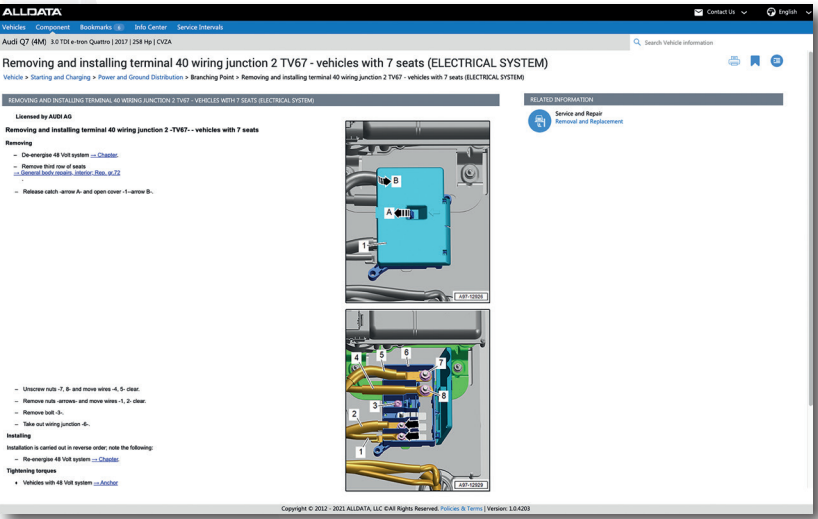 ALLDATA
Contact Us
English
Vehicles Component Bookmarks 6 Info Center Service Intervals
Audi Q7 (4M) 3.0 TDI e-tron Quattro | 2017 | 258 Hp | CVZA
Search Vehicle information
Removing and installing terminal 40 wiring junction 2 TV67 - vehicles with 7 seats (ELECTRICAL SYSTEM)
Vehicle > Starting and Charging > Power and Ground Distribution > Branching Point > Removing and installing terminal 40 wiring junction 2 TV67 - vehicles with 7 seats (ELECTRICAL SYSTEM)
REMOVING AND INSTALLING TERMINAL 40 WIRING JUNCTION 2 TV67 - VEHICLES WITH 7 SEATS (ELECTRICAL SYSTEM)
Licensed by AUDI AG
Removing and installing terminal 40 wiring junction 2 -TV67- - vehicles with 7 seats
Removing
– De-energise 48 Volt system → Chapter.
– Remove third row of seats
→ General body repairs, interior; Rep. gr.72
.
– Release catch -arrow A- and open cover -1--arrow B-.
B
A
1
A97-12926
4
5
6
7
8
3
2
1
A97-12929
– Unscrew nuts -7, 8- and move wires -4, 5- clear.
– Remove nuts -arrows- and move wires -1, 2- clear.
– Remove bolt -3-.
– Take out wiring junction -6-.
Installing
Installation is carried out in reverse order; note the following:
– Re-energise 48 Volt system → Chapter.
Tightening torques
♦ Vehicles with 48 Volt system → Anchor
RELATED INFORMATION
Service and Repair
Removal and Replacement
Copyright © 2012 - 2021 ALLDATA, LLC ©All Rights Reserved. Policies & Terms | Version: 1.0.4203